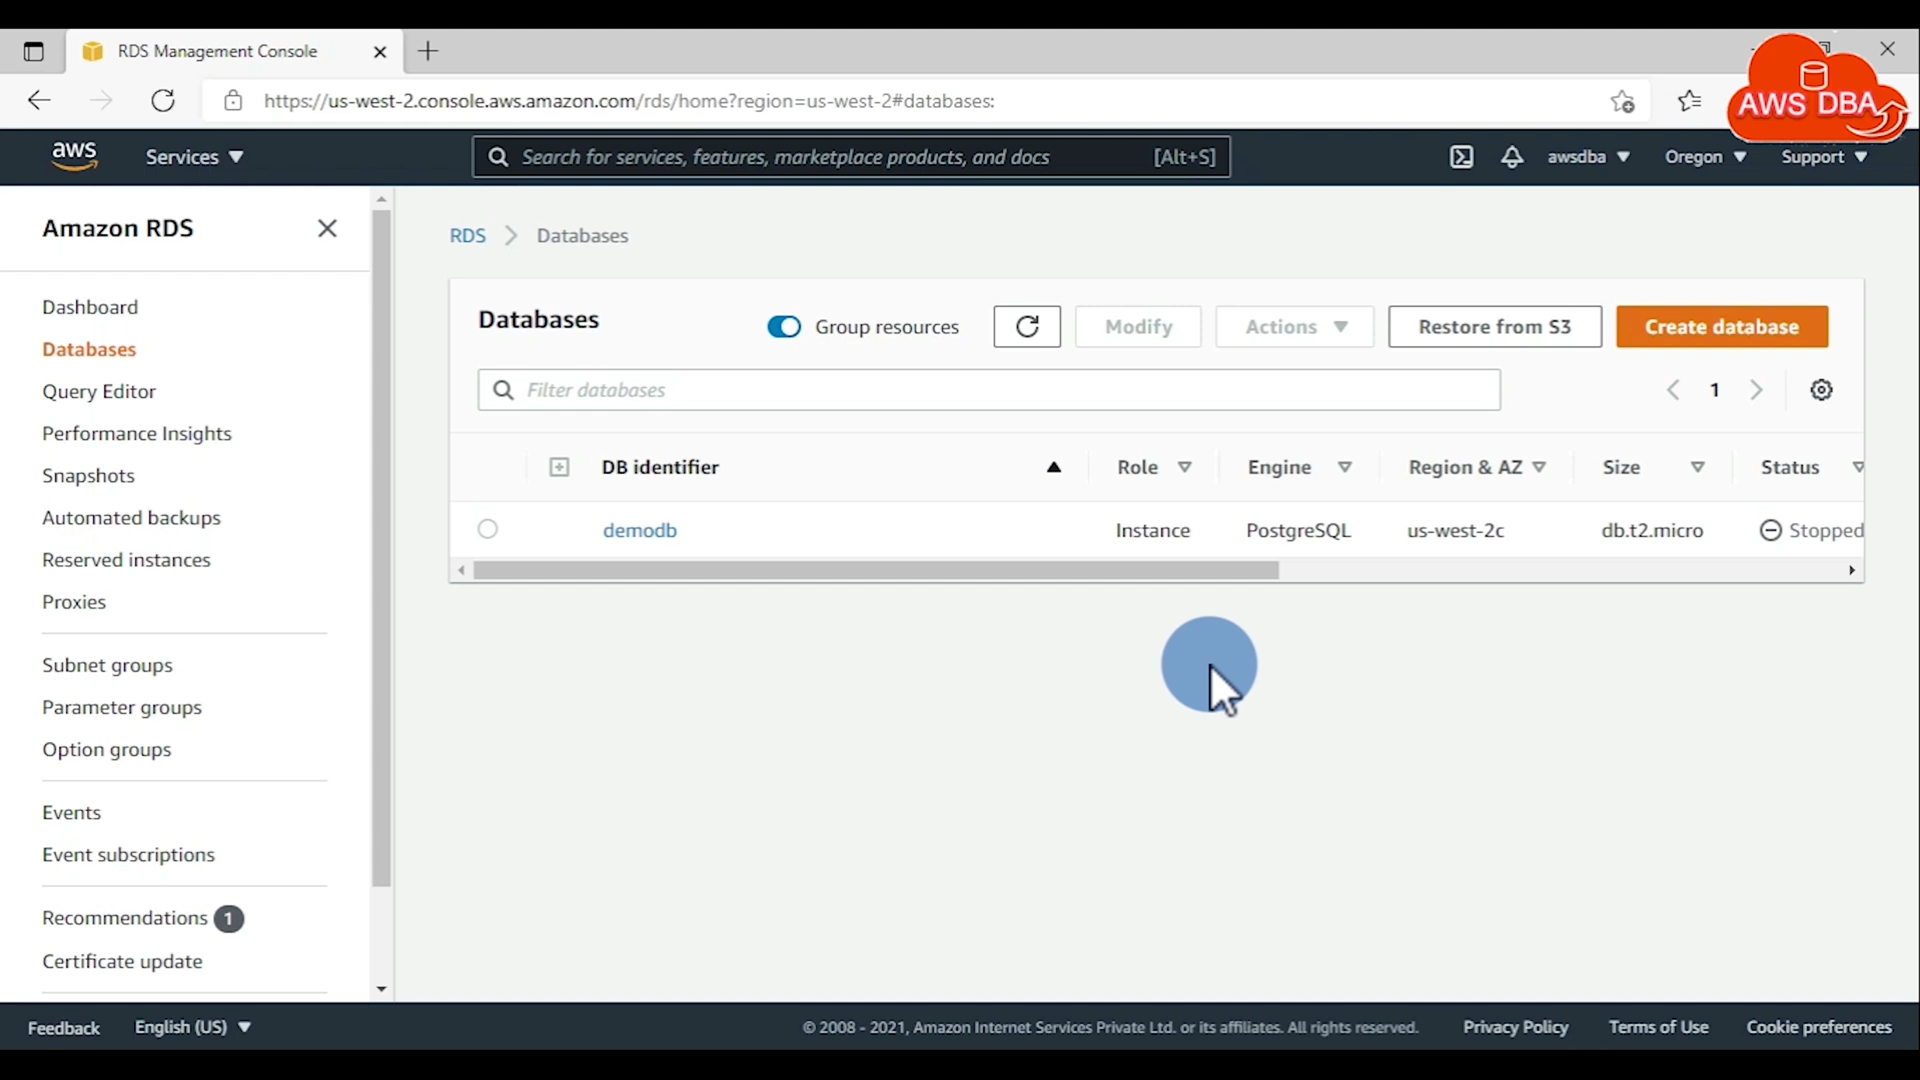 RDS Management Console
https://us-west-2.console.aws.amazon.com/rds/home?region=us-west-2#databases:
AWS DBA
aws
Services
Search for services, features, marketplace products, and docs [Alt+S]
awsdba
Oregon
Support
Amazon RDS
Dashboard
Databases
Query Editor
Performance Insights
Snapshots
Automated backups
Reserved instances
Proxies
Subnet groups
Parameter groups
Option groups
Events
Event subscriptions
Recommendations 1
Certificate update
RDS > Databases
Databases
Group resources
Modify
Actions
Restore from S3
Create database
Filter databases
1
DB identifier Role Engine Region & AZ Size Status
demodb Instance PostgreSQL us-west-2c db.t2.micro Stopped
Feedback
English (US)
© 2008 - 2021, Amazon Internet Services Private Ltd. or its affiliates. All rights reserved.
Privacy Policy
Terms of Use
Cookie preferences